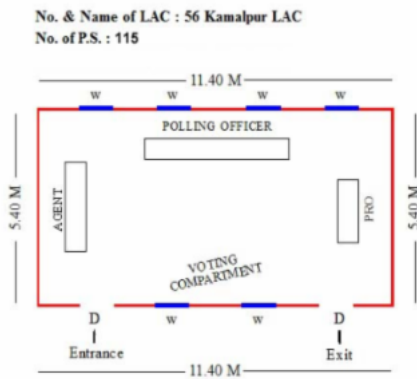 No. & Name of LAC : 56 Kamalpur LAC
No. of P.S. : 115
11.40 M
w w w w
POLLING OFFICER
5.40 M
AGENT
PRO
5.40 M
VOTING
COMPARTMENT
D w w D
Entrance Exit
11.40 M